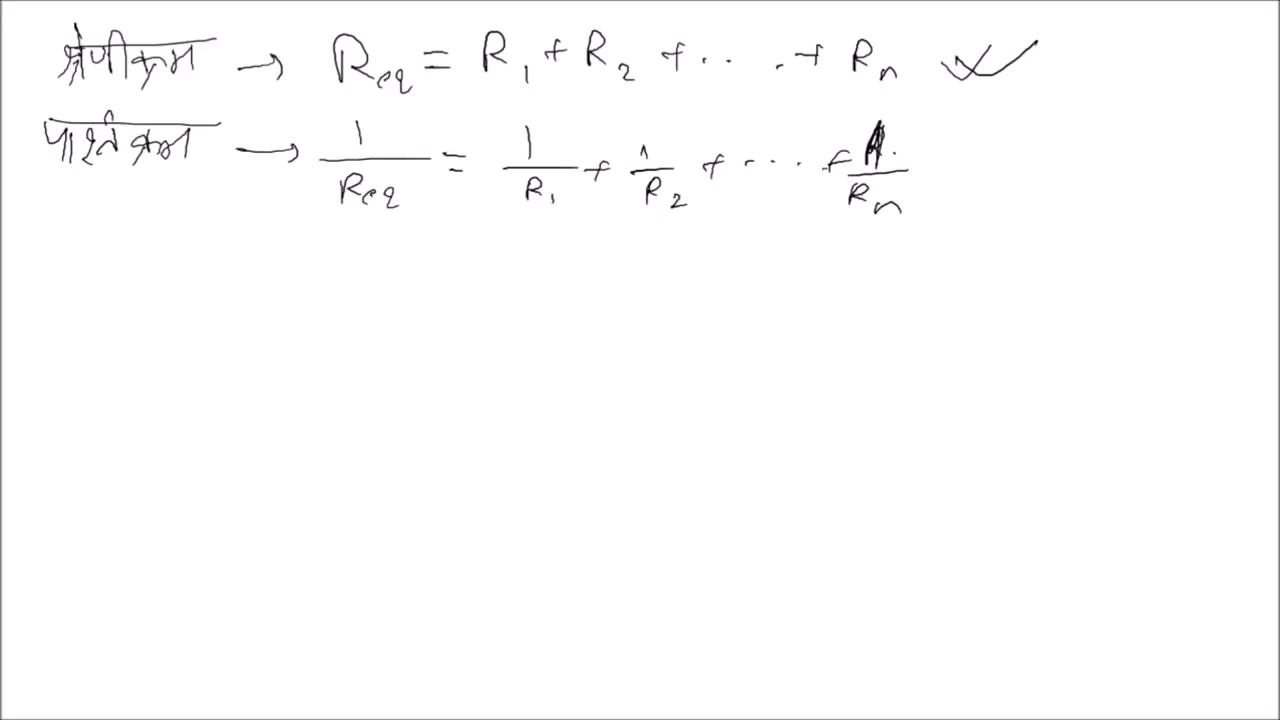 श्रेणीक्रम → Req = R₁ + R₂ + ... + Rn
पार्श्वक्रम → 1/Req = 1/R₁ + 1/R₂ + ... + 1/Rn